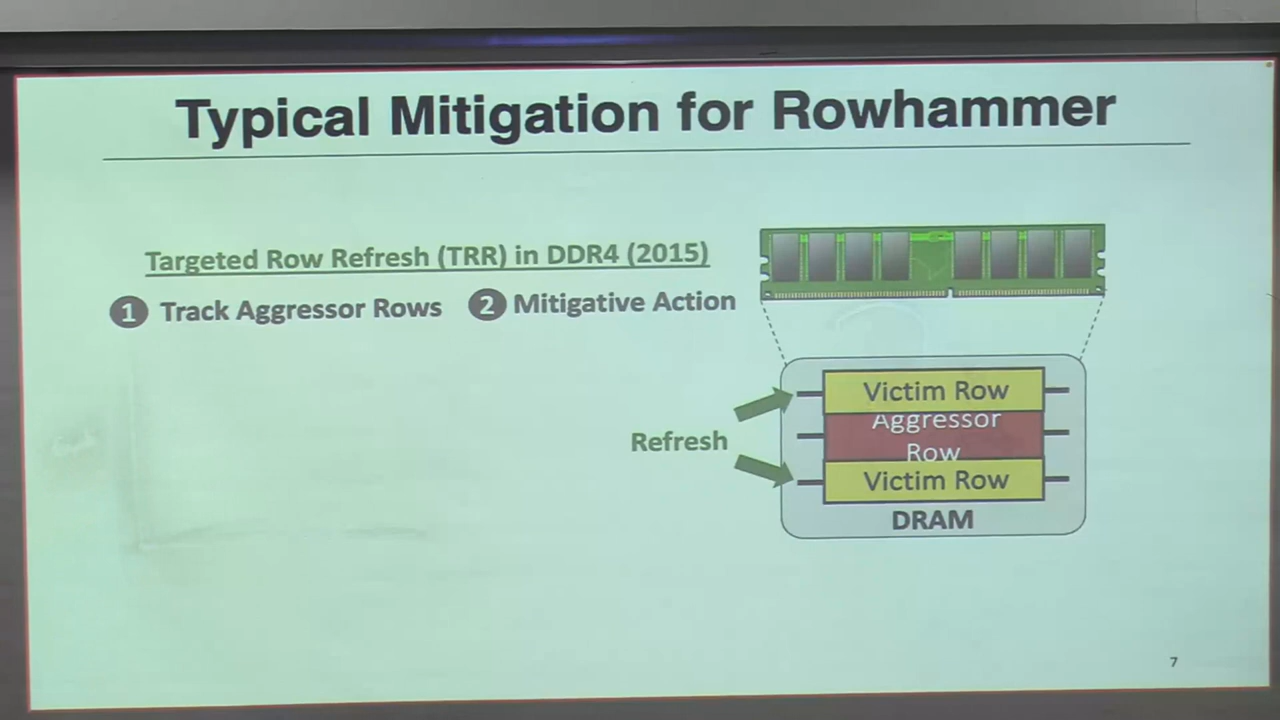 Typical Mitigation for Rowhammer
Targeted Row Refresh (TRR) in DDR4 (2015)
1 Track Aggressor Rows 2 Mitigative Action
Refresh
Victim Row
Aggressor
Row
Victim Row
DRAM
7